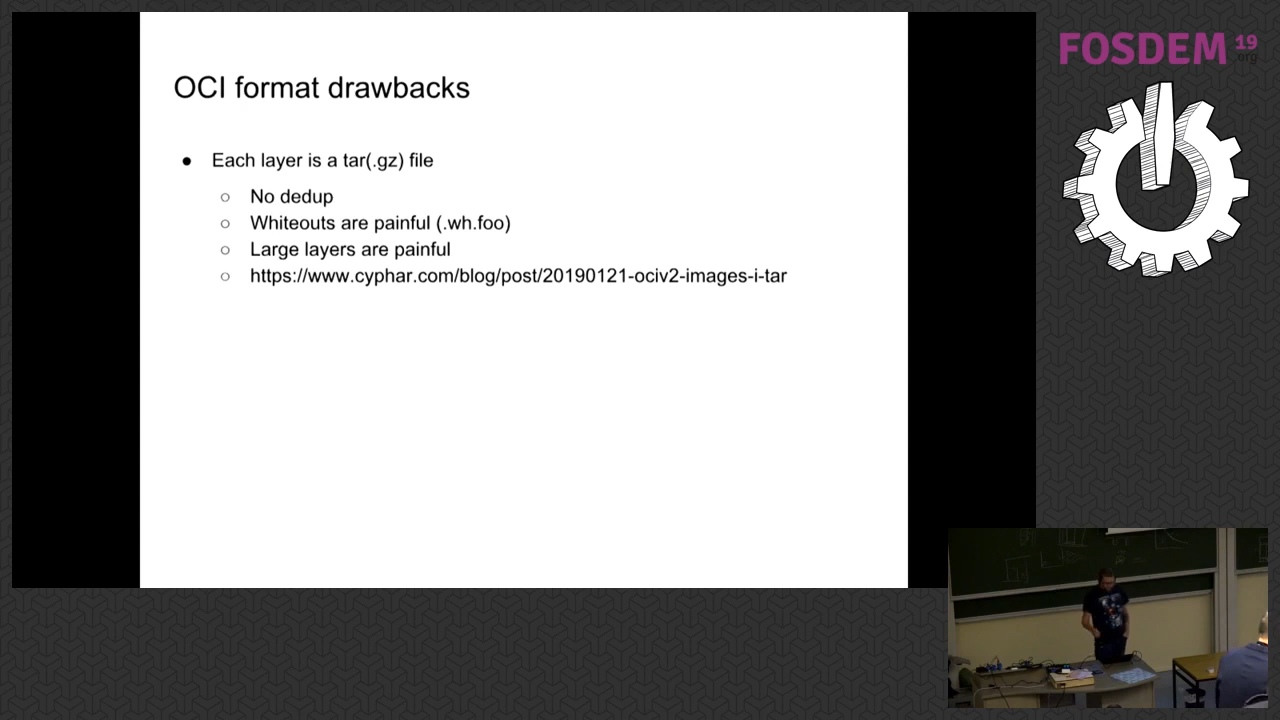 OCI format drawbacks
● Each layer is a tar(.gz) file
○ No dedup
○ Whiteouts are painful (.wh.foo)
○ Large layers are painful
○ https://www.cyphar.com/blog/post/20190121-ociv2-images-i-tar
FOSDEM 19
.org